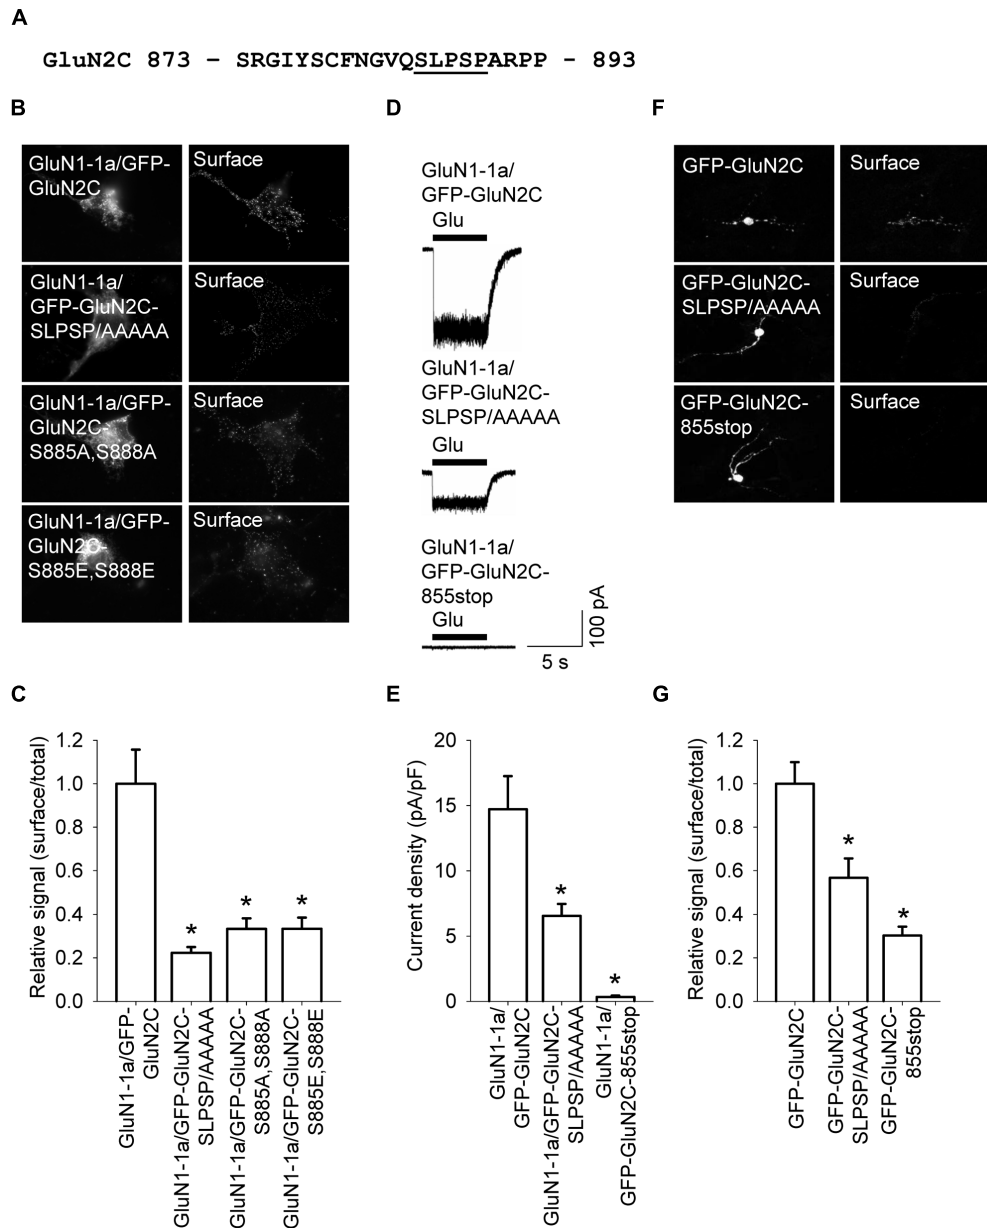 A
GluN2C 873 – SRGIYSCFNGVQSLPSPARPP - 893
B
GluN1-1a/GFP-
GluN2C
Surface
GluN1-1a/
GFP-GluN2C-
SLPSP/AAAAA
Surface
GluN1-1a/GFP-
GluN2C-
S885A,S888A
Surface
GluN1-1a/GFP-
GluN2C-
S885E,S888E
Surface
D
GluN1-1a/
GFP-GluN2C
Glu
GluN1-1a/
GFP-GluN2C-
SLPSP/AAAAA
Glu
GluN1-1a/
GFP-GluN2C-
855stop
Glu
100 pA
5 s
F
GFP-GluN2C
Surface
GFP-GluN2C-
SLPSP/AAAAA
Surface
GFP-GluN2C-
855stop
Surface
C
Relative signal (surface/total)
1.2
1.0
0.8
0.6
0.4
0.2
0.0
*
*
*
GluN1-1a/GFP-
GluN2C
GluN1-1a/GFP-GluN2C-
SLPSP/AAAAA
GluN1-1a/GFP-GluN2C-
S885A,S888A
GluN1-1a/GFP-GluN2C-
S885E,S888E
E
Current density (pA/pF)
20
15
10
5
0
*
*
GluN1-1a/
GFP-GluN2C
GluN1-1a/GFP-GluN2C-
SLPSP/AAAAA
GluN1-1a/
GFP-GluN2C-855stop
G
Relative signal (surface/total)
1.2
1.0
0.8
0.6
0.4
0.2
0.0
*
*
GFP-GluN2C
GFP-GluN2C-
SLPSP/AAAAA
GFP-GluN2C-
855stop